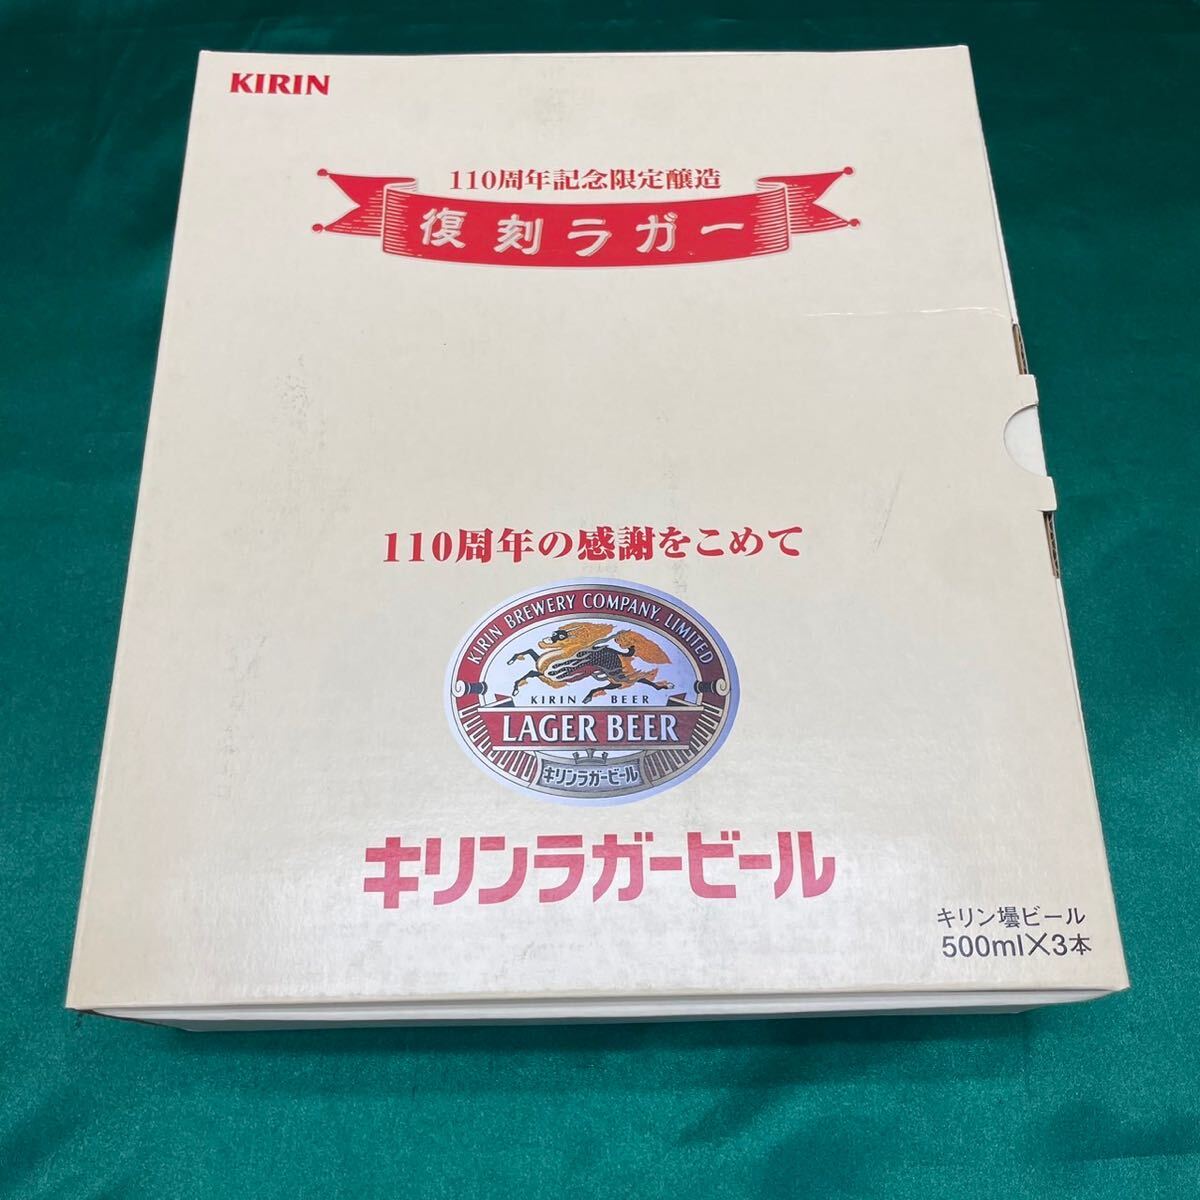 KIRIN
110周年記念限定醸造
復刻ラガー
110周年の感謝をこめて
KIRIN BREWERY COMPANY, LIMITED
KIRIN BEER
LAGER BEER
キリンラガービール
キリンラガービール
キリン壜ビール
500ml×3本